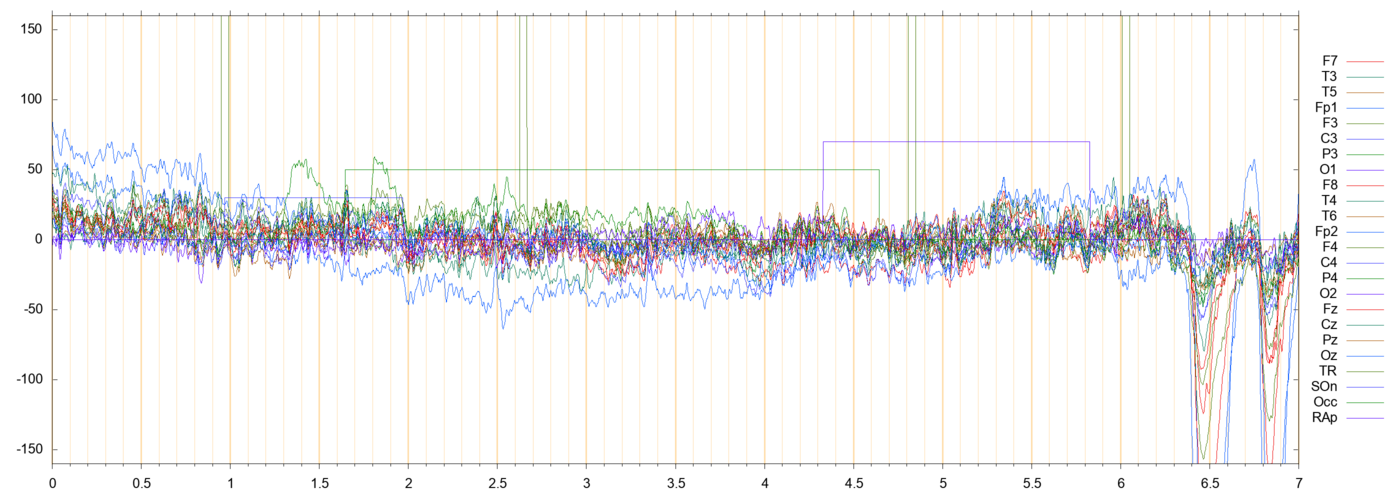 150
100
50
0
-50
-100
-150
0 0.5 1 1.5 2 2.5 3 3.5 4 4.5 5 5.5 6 6.5 7
F7
T3
T5
Fp1
F3
C3
P3
O1
F8
T4
T6
Fp2
F4
C4
P4
O2
Fz
Cz
Pz
Oz
TR
SOn
Occ
RAp